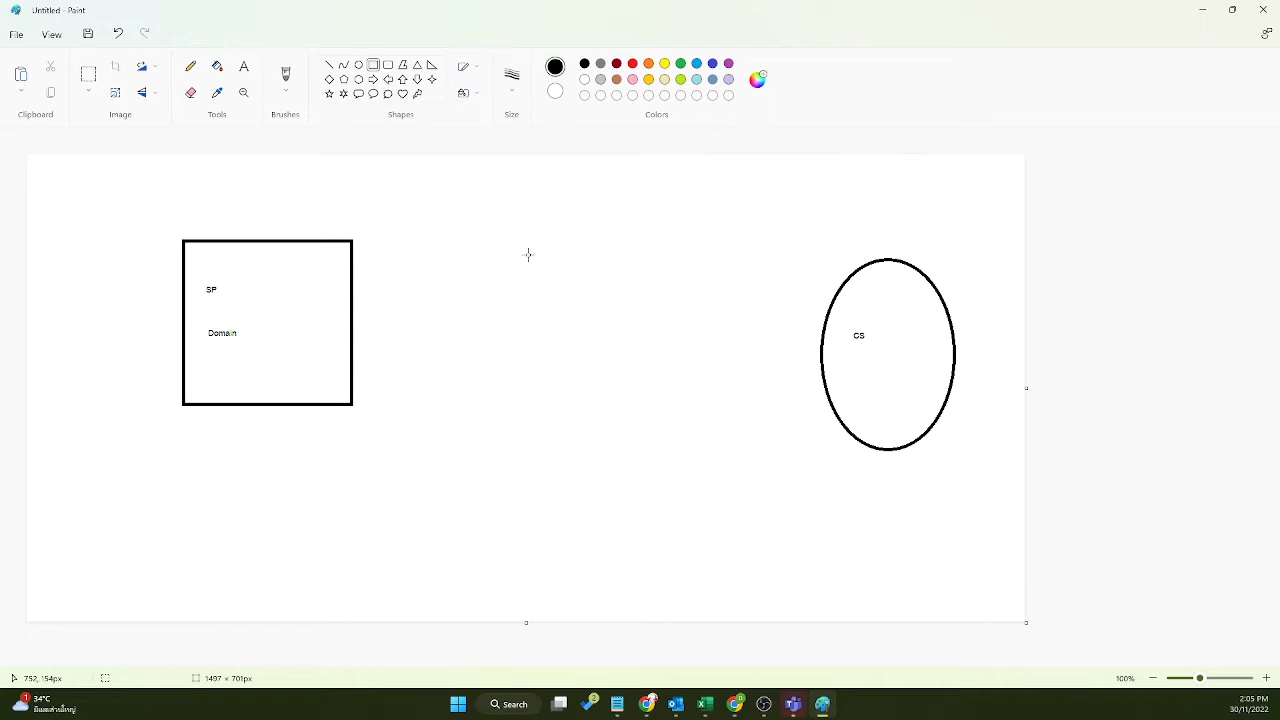 Untitled - Paint
File
View
Clipboard
Image
Tools
Brushes
Shapes
Size
Colors
SP
Domain
CS
752, 154px
1497 × 701px
100%
1
34°C
Search
2:05 PM
30/11/2022